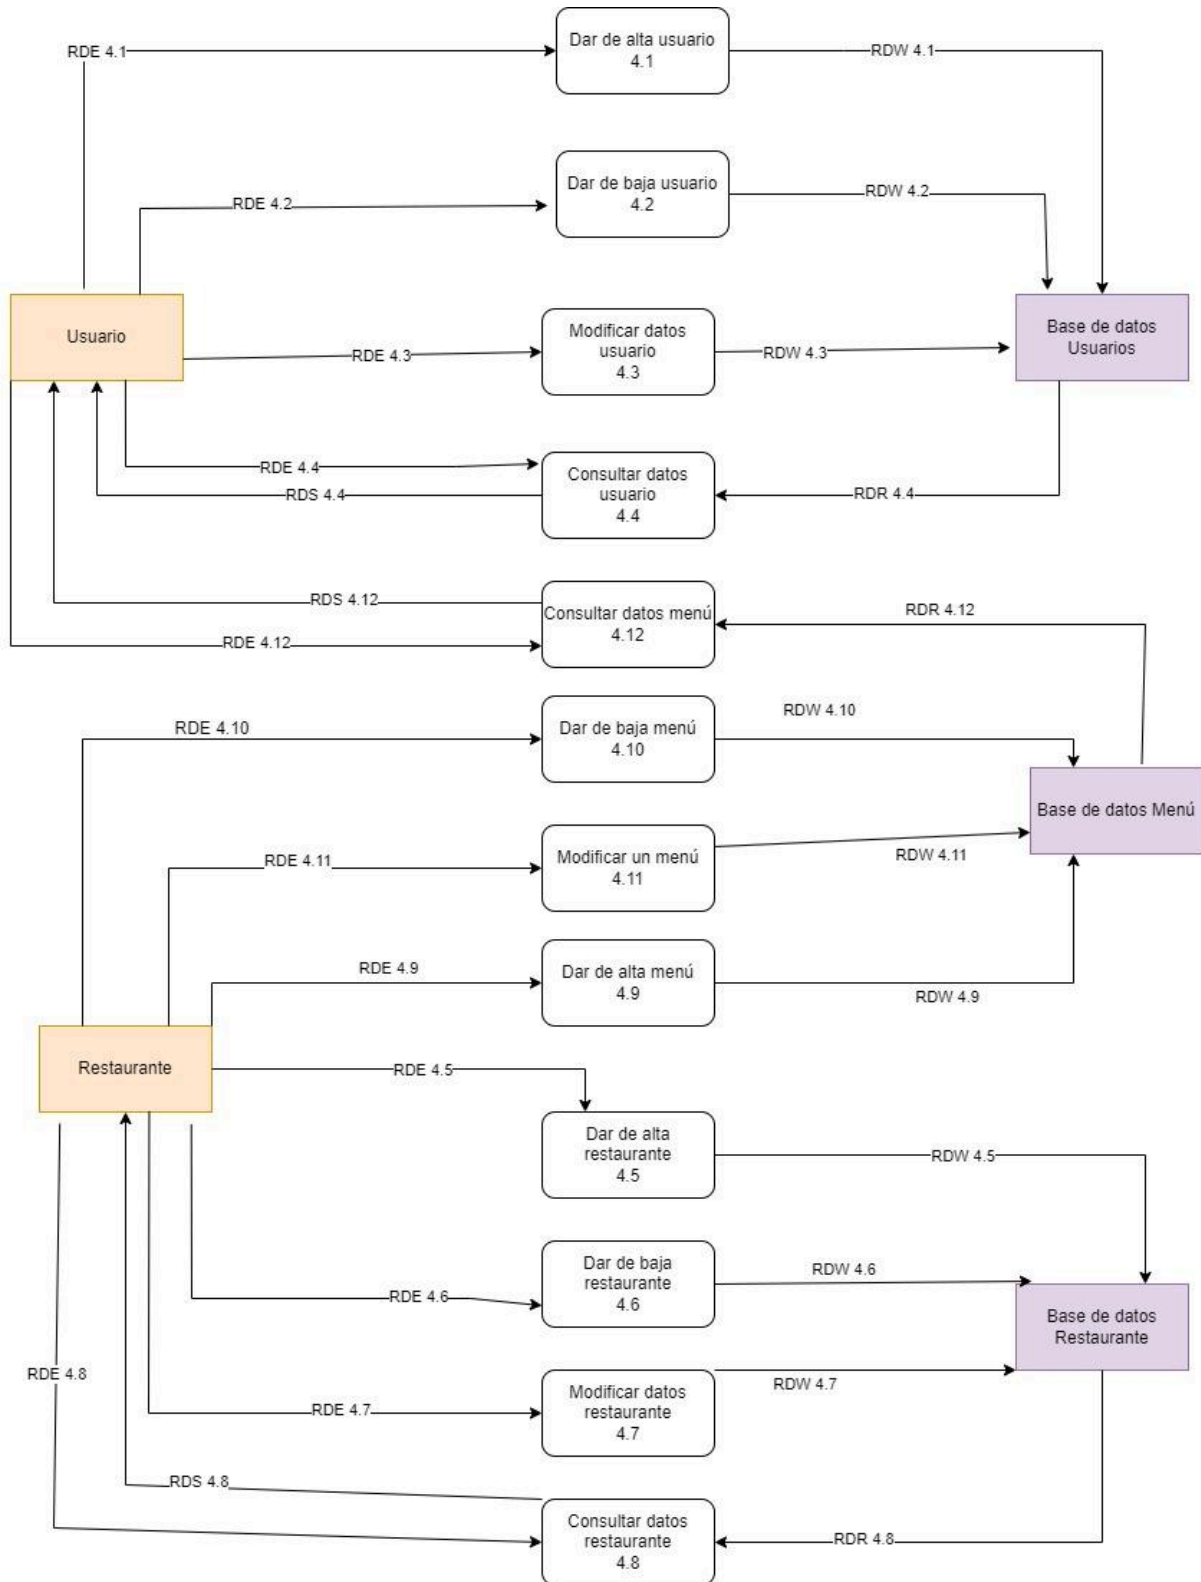 Dar de alta usuario
4.1
RDE 4.1
RDW 4.1
Dar de baja usuario
4.2
RDE 4.2
RDW 4.2
Usuario
Modificar datos
usuario
4.3
RDE 4.3
RDW 4.3
Base de datos
Usuarios
RDE 4.4
RDS 4.4
Consultar datos
usuario
4.4
RDR 4.4
RDS 4.12
RDE 4.12
Consultar datos menú
4.12
RDR 4.12
RDE 4.10
Dar de baja menú
4.10
RDW 4.10
Base de datos Menú
RDE 4.11
Modificar un menú
4.11
RDW 4.11
RDE 4.9
Dar de alta menú
4.9
RDW 4.9
Restaurante
RDE 4.5
Dar de alta
restaurante
4.5
RDW 4.5
RDE 4.6
Dar de baja
restaurante
4.6
RDW 4.6
Base de datos
Restaurante
RDE 4.8
RDE 4.7
Modificar datos
restaurante
4.7
RDW 4.7
RDS 4.8
Consultar datos
restaurante
4.8
RDR 4.8